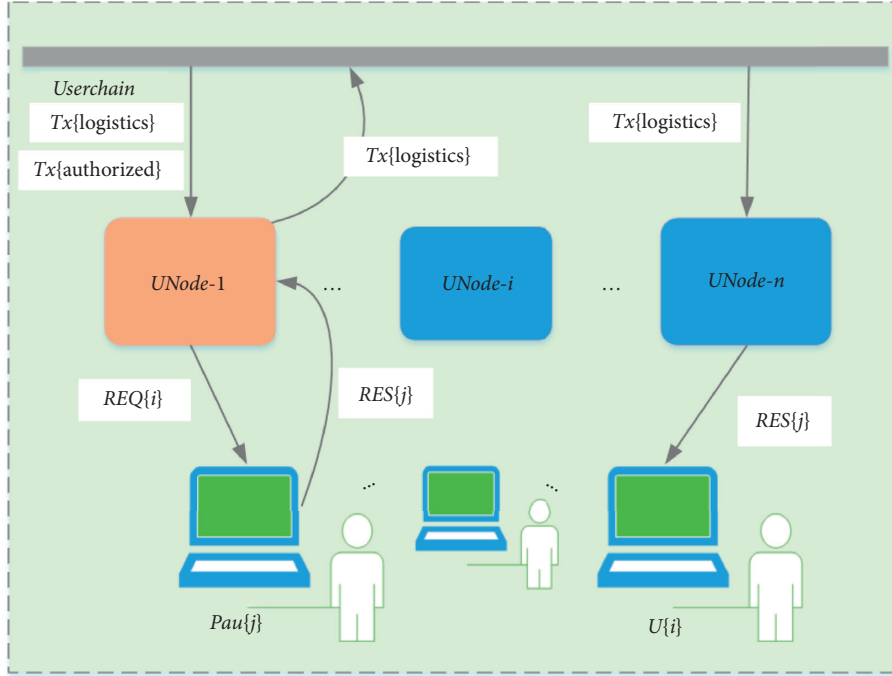 Userchain
Tx{logistics}
Tx{authorized}
Tx{logistics}
Tx{logistics}
UNode-1
...
UNode-i
...
UNode-n
REQ{i}
RES{j}
RES{j}
...
...
Pau{j}
U{i}